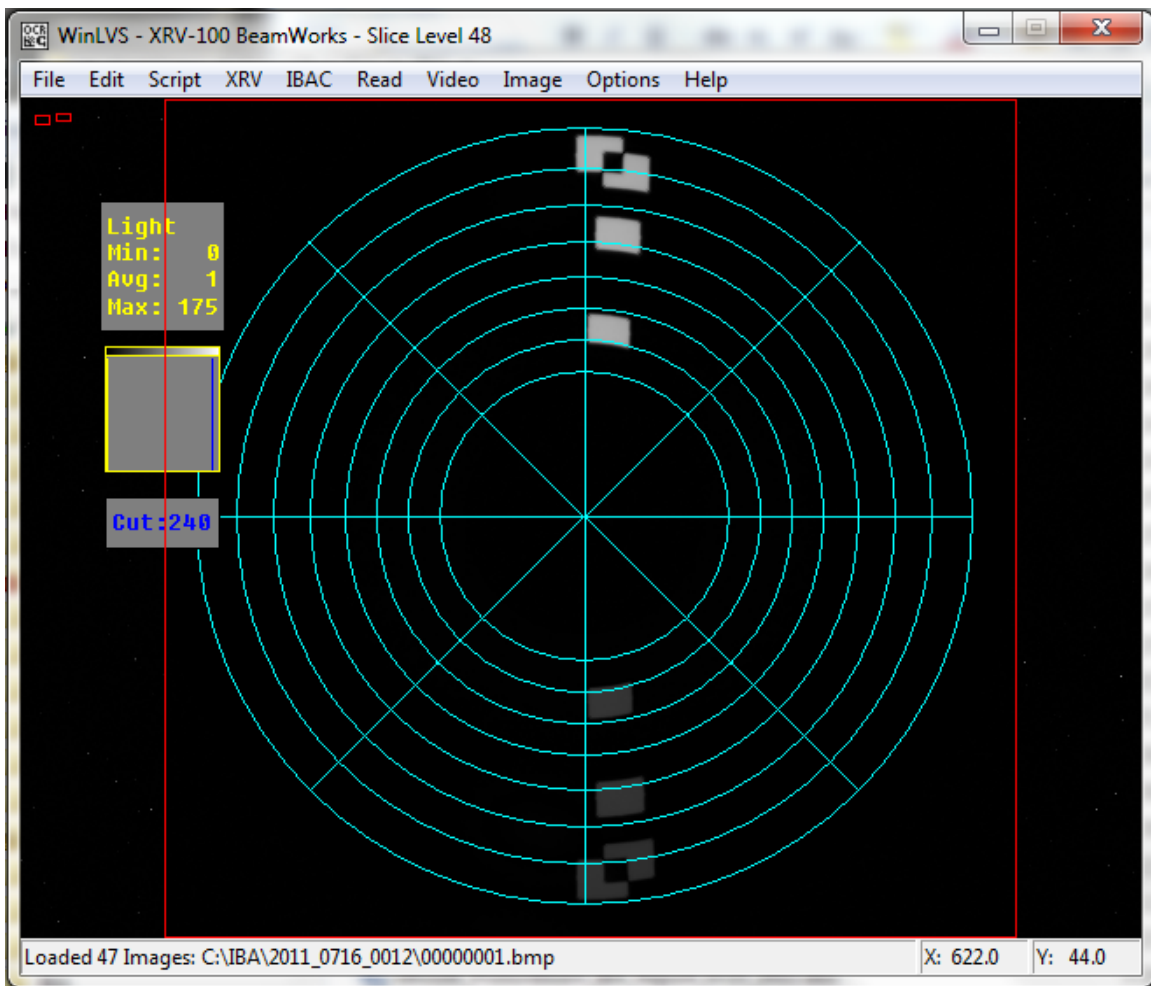 WinLVS - XRV-100 BeamWorks - Slice Level 48
File Edit Script XRV IBAC Read Video Image Options Help
Light
Min: 0
Avg: 1
Max: 175
Cut:240
Loaded 47 Images: C:\IBA\2011_0716_0012\00000001.bmp X: 622.0 Y: 44.0